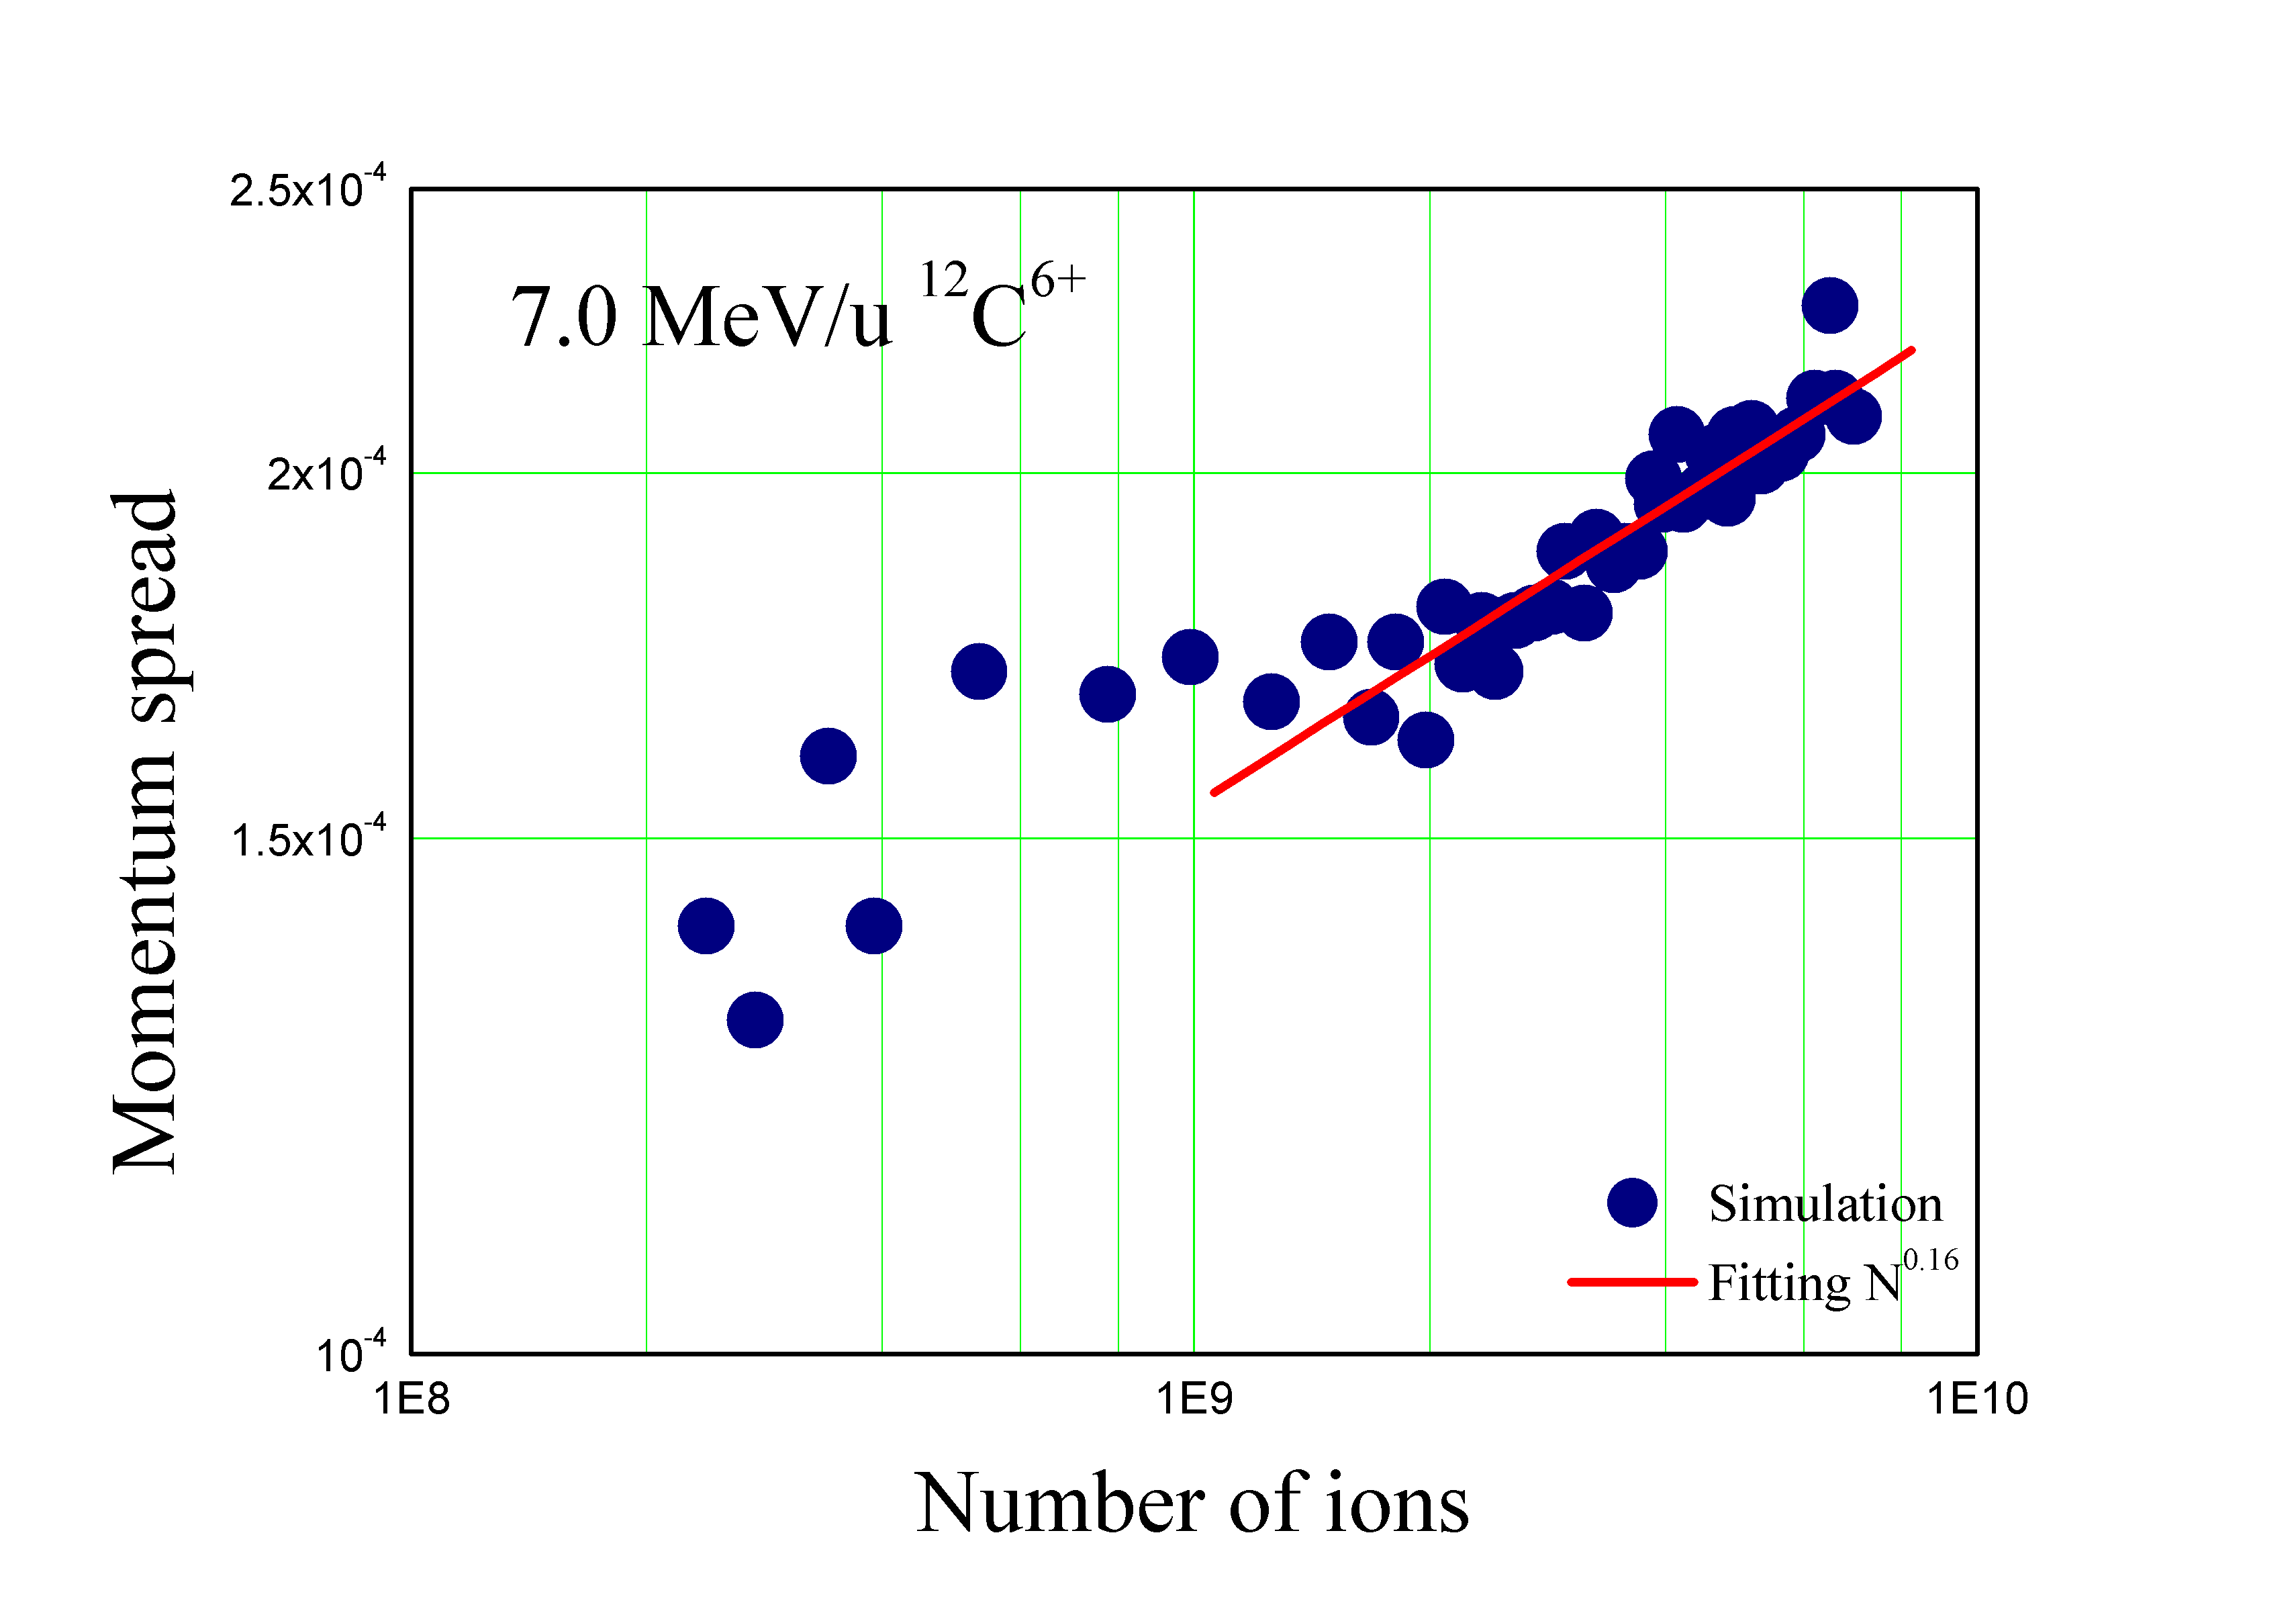 7.0 MeV/u ¹²C⁶⁺
Momentum spread
2.5x10⁻⁴
2x10⁻⁴
1.5x10⁻⁴
10⁻⁴
Simulation
Fitting N⁰·¹⁶
1E8 1E9 1E10
Number of ions